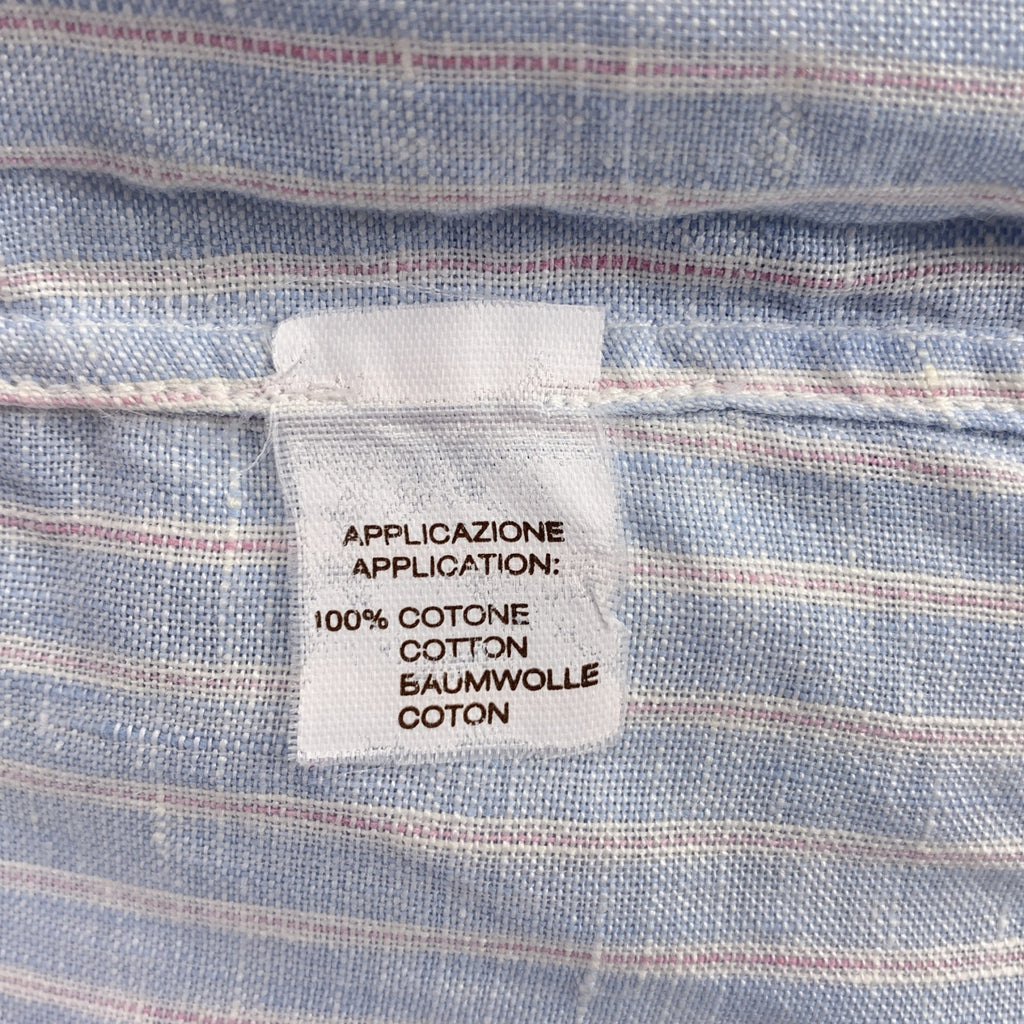 APPLICAZIONE
APPLICATION:
100% COTONE
COTTON
BAUMWOLLE
COTON